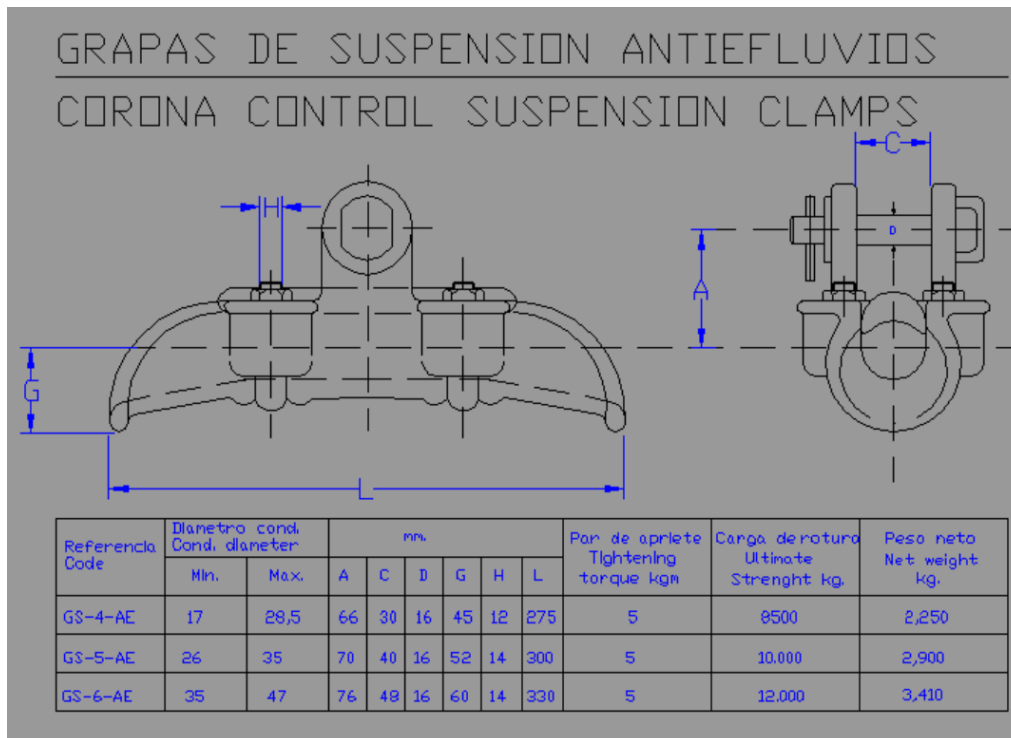 GRAPAS DE SUSPENSION ANTIEFLUVIOS
CORONA CONTROL SUSPENSION CLAMPS
C
H
D
A
G
L
Referencia
Code
Diametro cond.
Cond. diameter
Min. Max.
mm.
A C D G H L
Par de apriete
Tightening
torque kgm
Carga de rotura
Ultimate
Strenght kg.
Peso neto
Net weight
kg.
GS-4-AE 17 28,5 66 30 16 45 12 275 5 8500 2,250
GS-5-AE 26 35 70 40 16 52 14 300 5 10.000 2,900
GS-6-AE 35 47 76 48 16 60 14 330 5 12.000 3,410